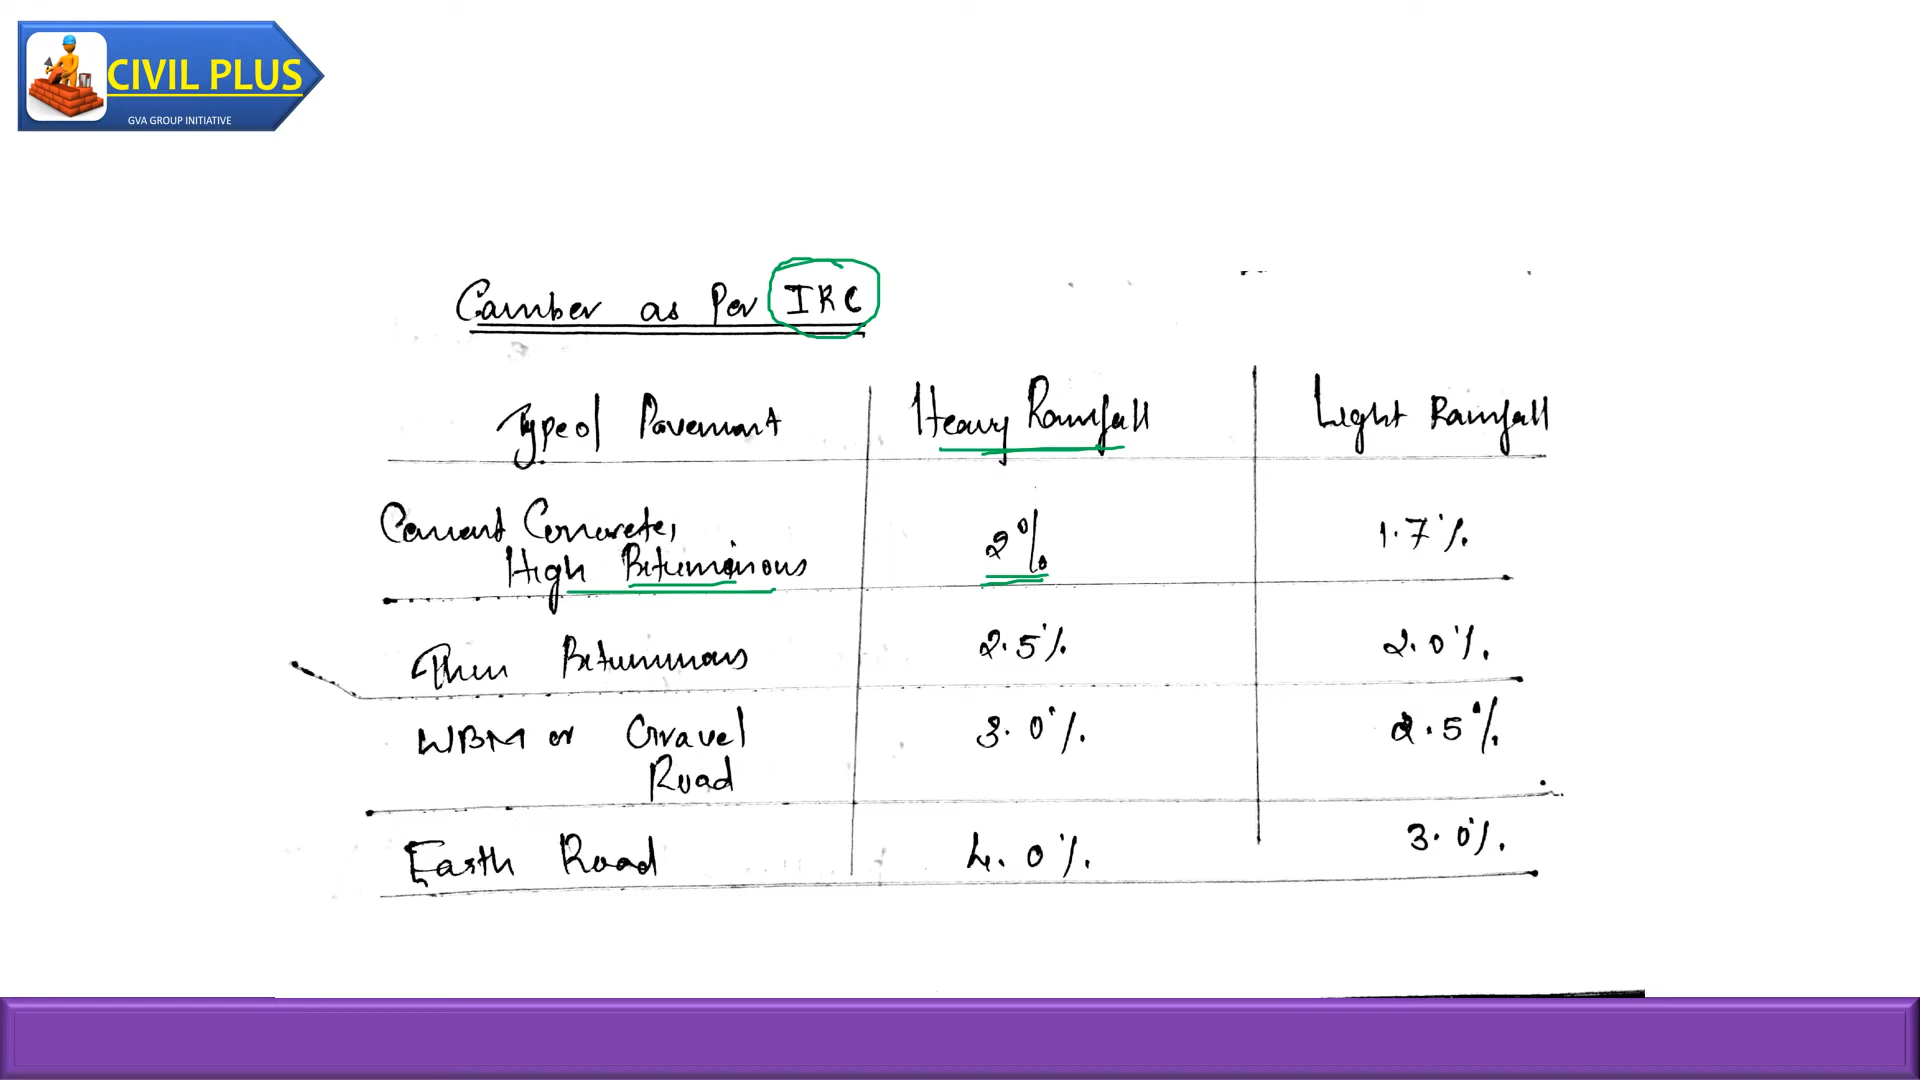 CIVIL PLUS
GVA GROUP INITIATIVE
Camber as Per IRC
Type of Pavement Heavy Rainfall Light Rainfall
Cement Concrete,
High Bituminous 2% 1.7%
Thin Bituminous 2.5% 2.0%
WBM or Gravel 3.0% 2.5%
Road
Earth Road 4.0% 3.0%